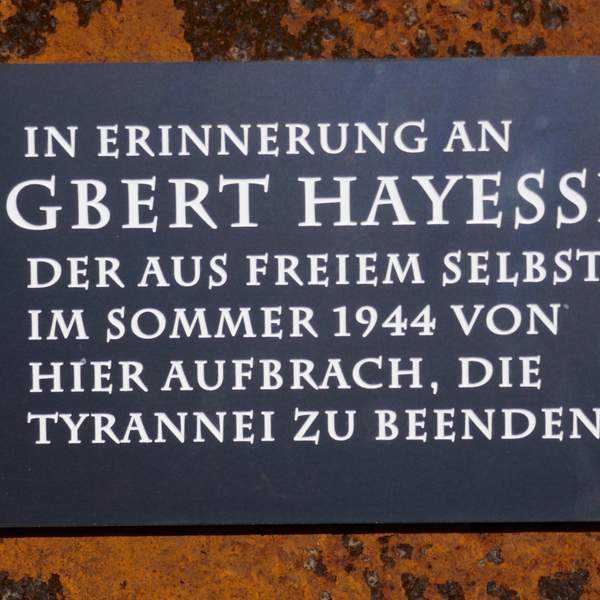 IN ERINNERUNG AN
GBERT HAYESS
DER AUS FREIEM SELBST
IM SOMMER 1944 VON
HIER AUFBRACH, DIE
TYRANNEI ZU BEENDEN